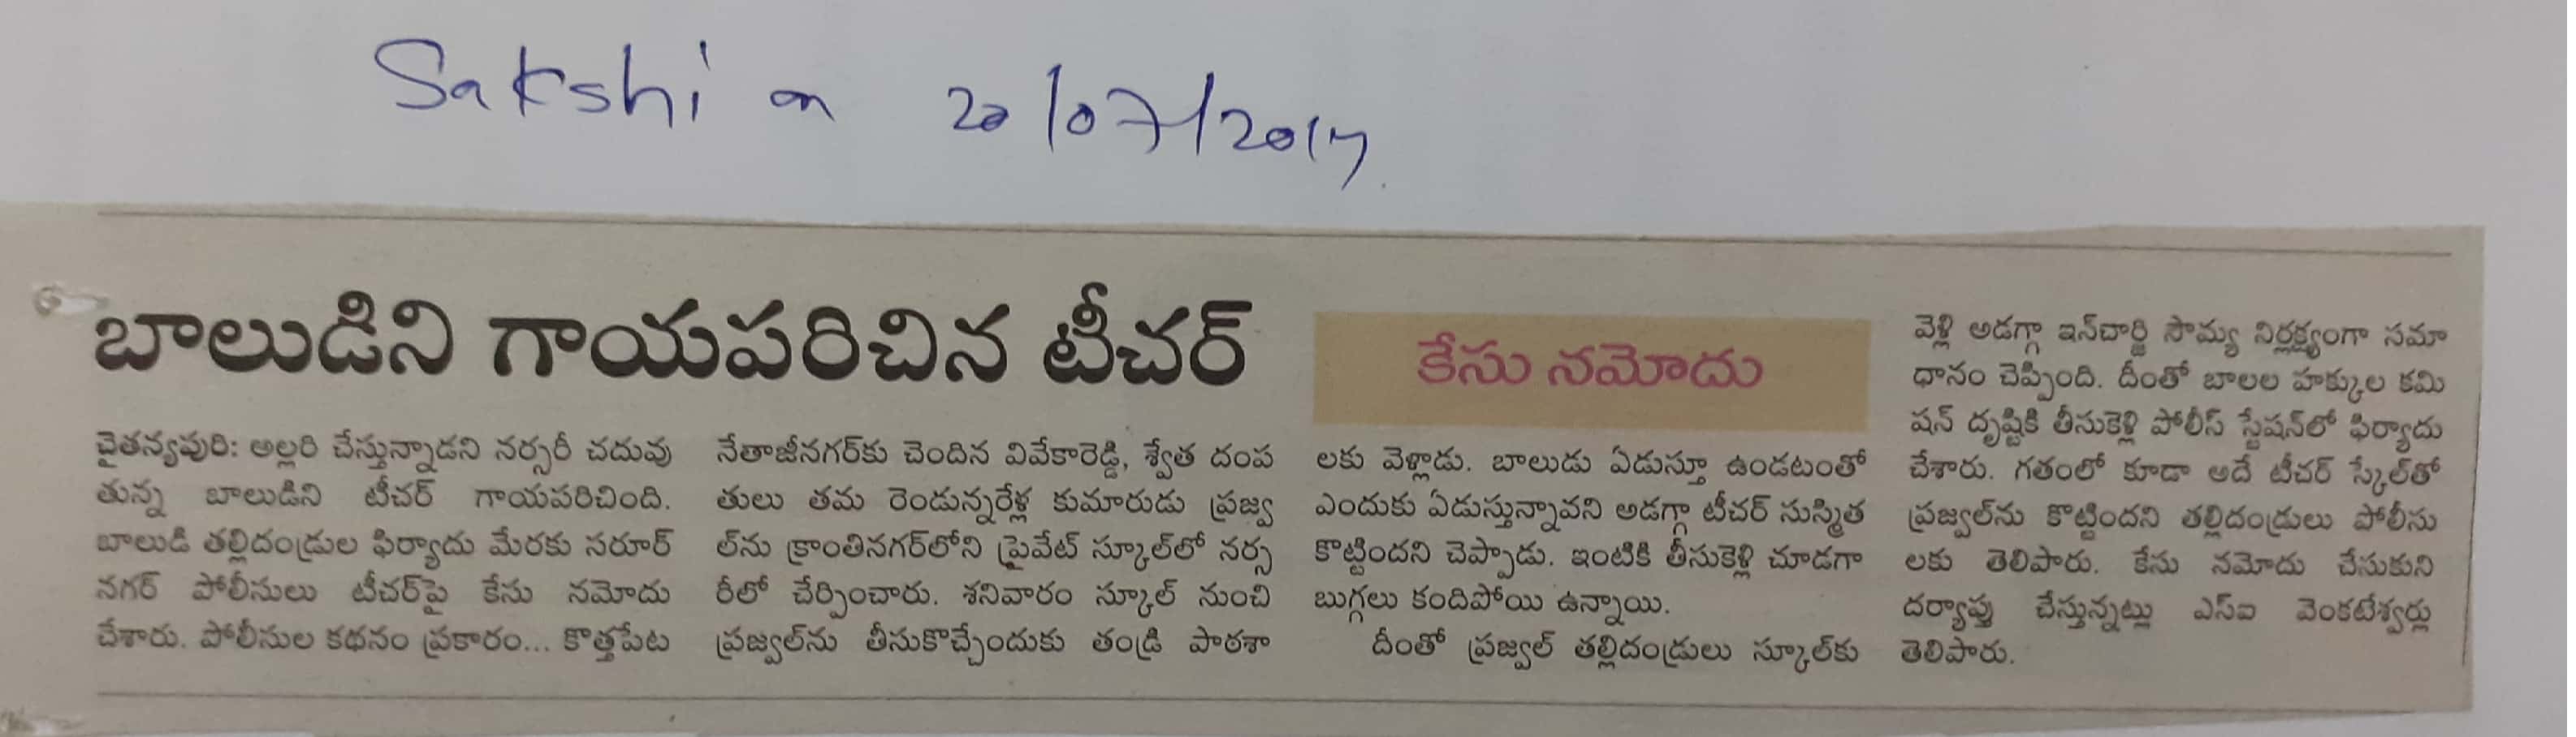 Sakshi on 20/07/2017
బాలుడిని గాయపరిచిన టీచర్
కేసు నమోదు
చైతన్యపురి: అల్లరి చేస్తున్నాడని నర్సరీ చదువు
తున్న బాలుడిని టీచర్ గాయపరిచింది.
బాలుడి తల్లిదండ్రుల ఫిర్యాదు మేరకు సరూర్
నగర్ పోలీసులు టీచర్‌పై కేసు నమోదు
చేశారు. పోలీసుల కథనం ప్రకారం... కొత్తపేట
నేతాజీనగర్‌కు చెందిన వివేకారెడ్డి, శ్వేత దంప
తులు తమ రెండున్నరేళ్ల కుమారుడు ప్రజ్వ
ల్‌ను క్రాంతినగర్‌లోని ప్రైవేట్ స్కూల్‌లో నర్స
రీలో చేర్పించారు. శనివారం స్కూల్ నుంచి
ప్రజ్వల్‌ను తీసుకొచ్చేందుకు తండ్రి పాఠశా
లకు వెళ్లాడు. బాలుడు ఏడుస్తూ ఉండటంతో
ఎందుకు ఏడుస్తున్నావని అడగ్గా టీచర్ సుస్మిత
కొట్టిందని చెప్పాడు. ఇంటికి తీసుకెళ్లి చూడగా
బుగ్గలు కందిపోయి ఉన్నాయి.
దీంతో ప్రజ్వల్ తల్లిదండ్రులు స్కూల్‌కు
వెళ్లి అడగ్గా ఇన్‌చార్జి సౌమ్య నిర్లక్ష్యంగా సమా
ధానం చెప్పింది. దీంతో బాలల హక్కుల కమి
షన్ దృష్టికి తీసుకెళ్లి పోలీస్ స్టేషన్‌లో ఫిర్యాదు
చేశారు. గతంలో కూడా అదే టీచర్ స్కేల్‌తో
ప్రజ్వల్‌ను కొట్టిందని తల్లిదండ్రులు పోలీసు
లకు తెలిపారు. కేసు నమోదు చేసుకుని
దర్యాప్తు చేస్తున్నట్లు ఎస్ఐ వెంకటేశ్వర్లు
తెలిపారు.